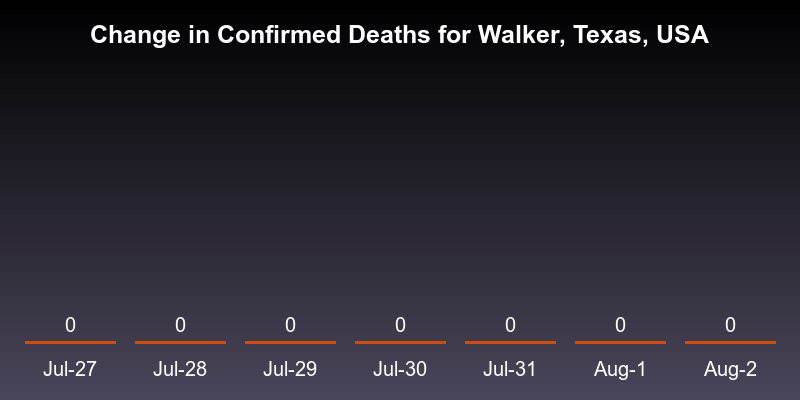 Change in Confirmed Deaths for Walker, Texas, USA
0 0 0 0 0 0 0
Jul-27 Jul-28 Jul-29 Jul-30 Jul-31 Aug-1 Aug-2